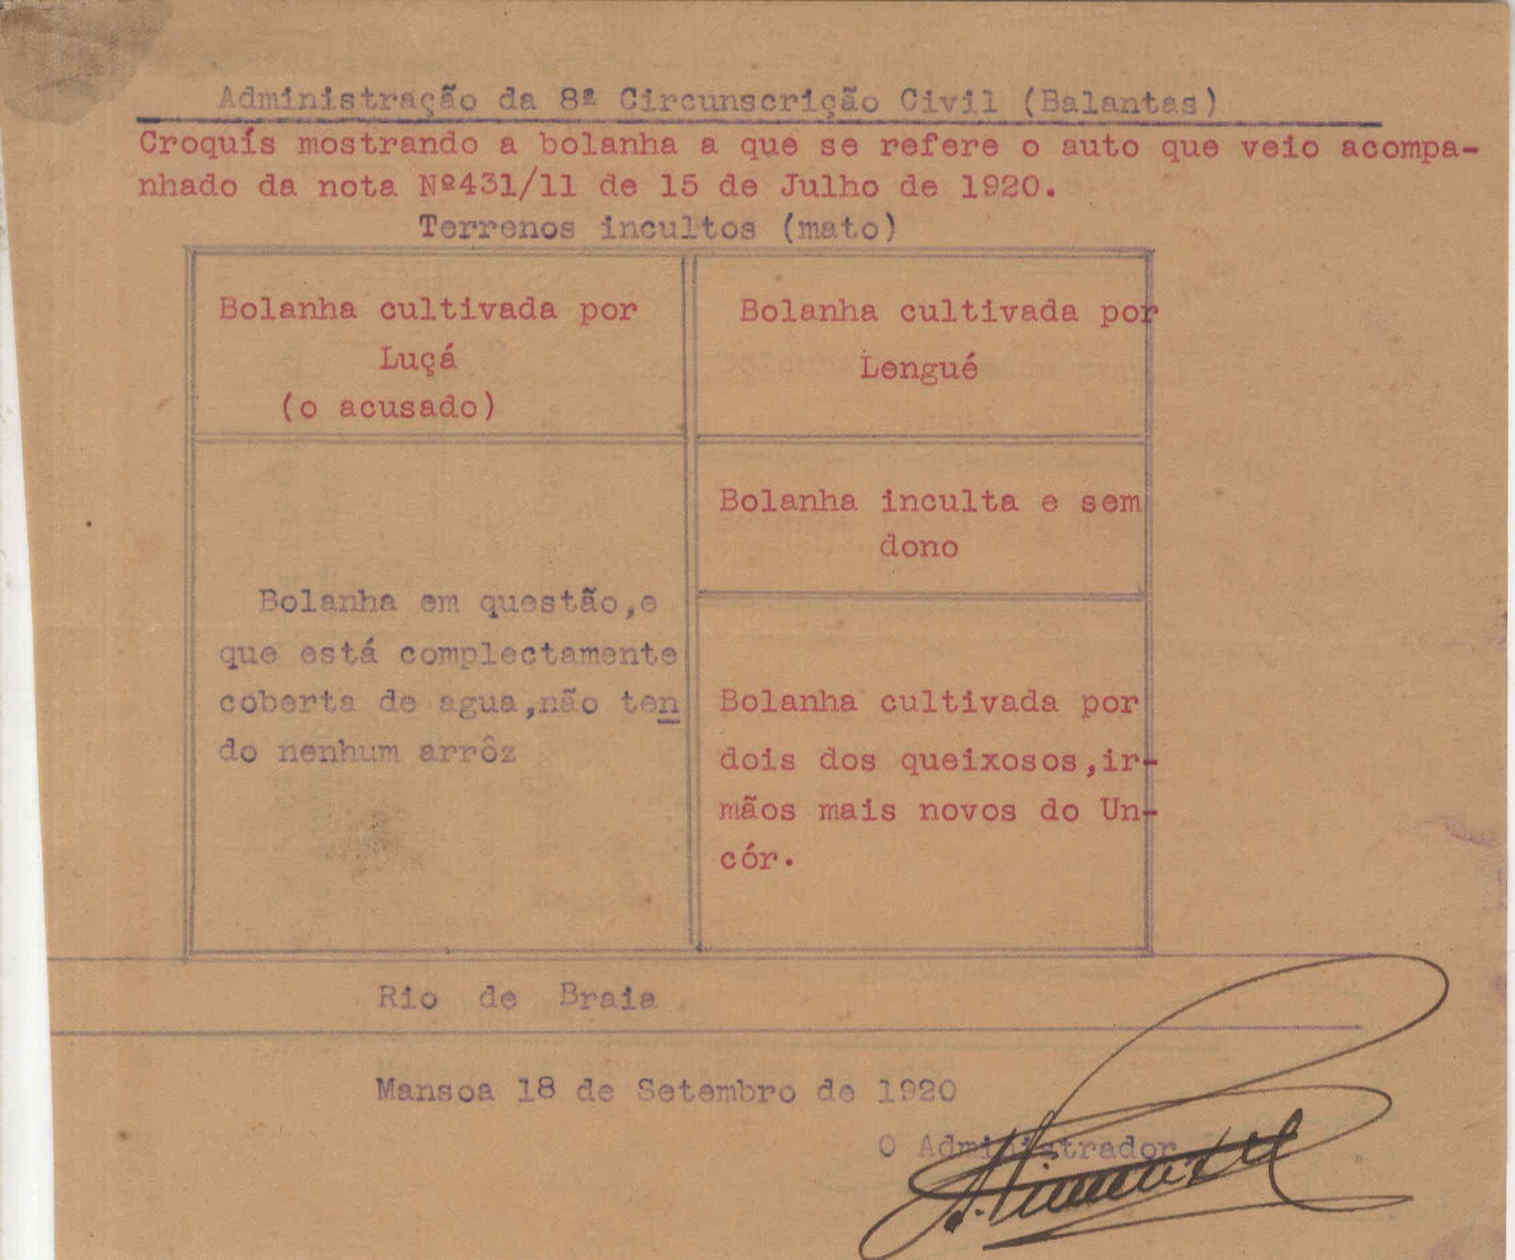 Administração da 8ª Circunscrição Civil (Balantas)
Croquís mostrando a bolanha a que se refere o auto que veio acompa-
nhado da nota Nº431/11 de 15 de Julho de 1920.
Terrenos incultos (mato)
Bolanha cultivada por
Luçá
(o acusado)
Bolanha cultivada por
Lengué
Bolanha inculta e sem
dono
Bolanha em questão,e
que está complectamente
coberta de agua,não ten
do nenhum arrôz
Bolanha cultivada por
dois dos queixosos,ir-
mãos mais novos do Un-
cór.
Rio de Braia
Mansoa 18 de Setembro de 1920
O Administrador